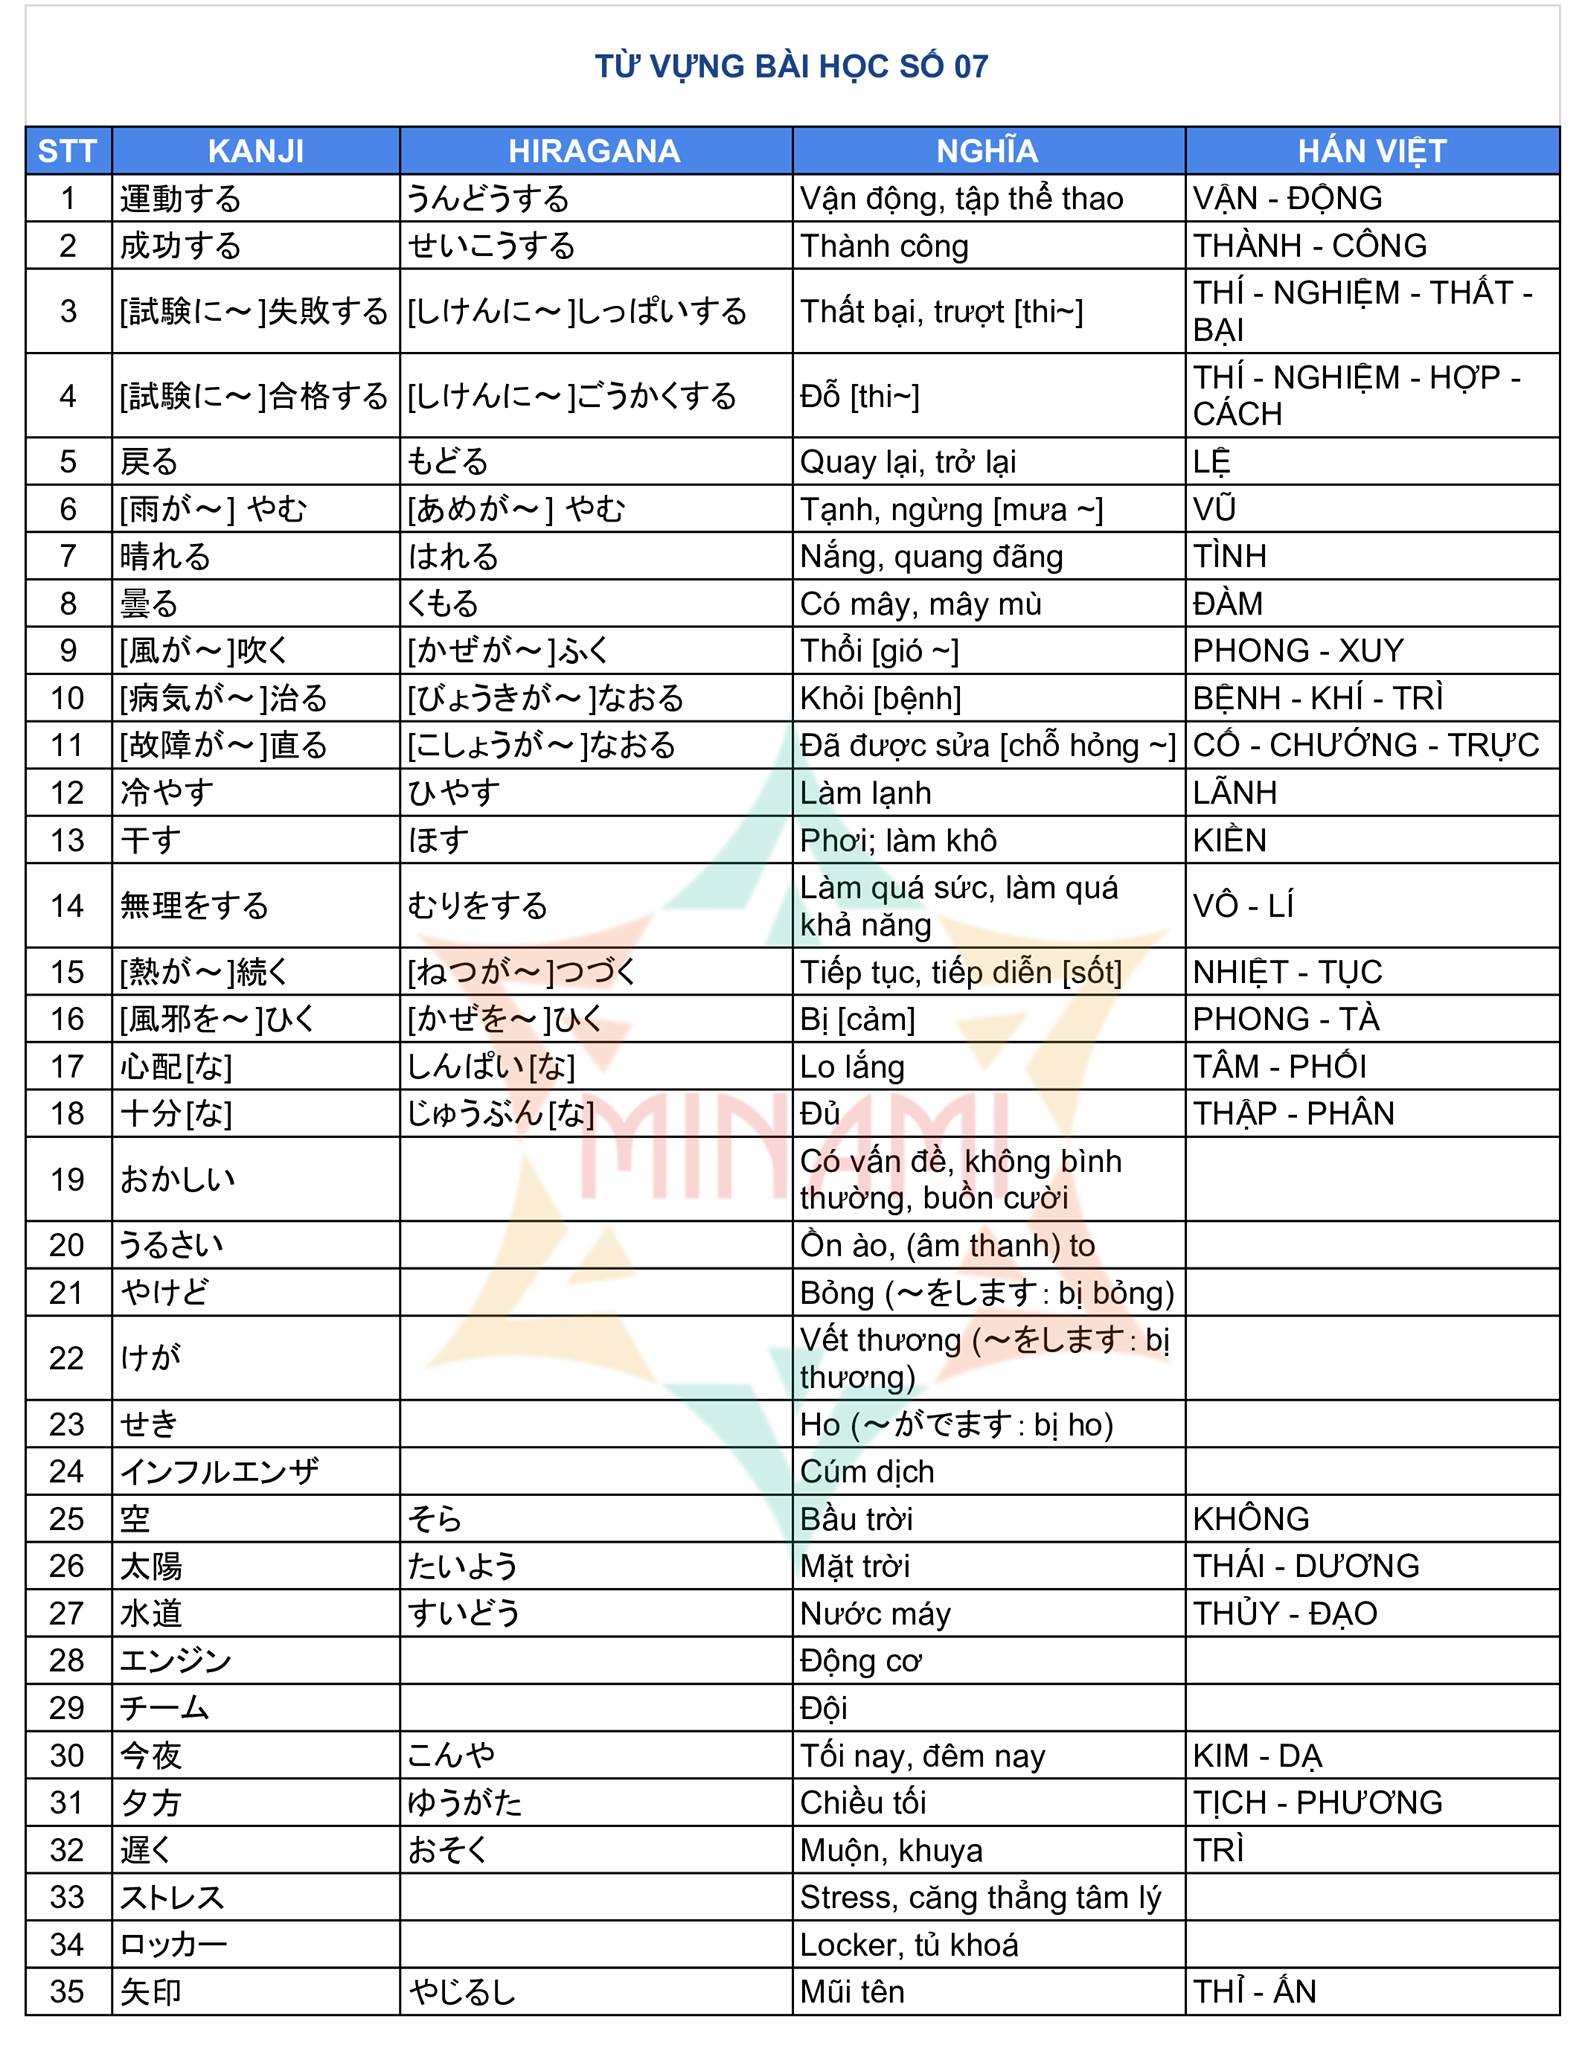 TỪ VỰNG BÀI HỌC SỐ 07
STT KANJI HIRAGANA NGHĨA HÁN VIỆT
1 運動する うんどうする Vận động, tập thể thao VẬN - ĐỘNG
2 成功する せいこうする Thành công THÀNH - CÔNG
3 [試験に〜]失敗する [しけんに〜]しっぱいする Thất bại, trượt [thi~] THÍ - NGHIỆM - THẤT -
BẠI
4 [試験に〜]合格する [しけんに〜]ごうかくする Đỗ [thi~] THÍ - NGHIỆM - HỢP -
CÁCH
5 戻る もどる Quay lại, trở lại LỆ
6 [雨が〜] やむ [あめが〜] やむ Tạnh, ngừng [mưa ~] VŨ
7 晴れる はれる Nắng, quang đãng TÌNH
8 曇る くもる Có mây, mây mù ĐÀM
9 [風が〜]吹く [かぜが〜]ふく Thổi [gió ~] PHONG - XUY
10 [病気が〜]治る [びょうきが〜]なおる Khỏi [bệnh] BỆNH - KHÍ - TRÌ
11 [故障が〜]直る [こしょうが〜]なおる Đã được sửa [chỗ hỏng ~] CỐ - CHƯỚNG - TRỰC
12 冷やす ひやす Làm lạnh LÃNH
13 干す ほす Phơi; làm khô KIỀN
14 無理をする むりをする Làm quá sức, làm quá
khả năng VÔ - LÍ
15 [熱が〜]続く [ねつが〜]つづく Tiếp tục, tiếp diễn [sốt] NHIỆT - TỤC
16 [風邪を〜]ひく [かぜを〜]ひく Bị [cảm] PHONG - TÀ
17 心配[な] しんぱい[な] Lo lắng TÂM - PHỐI
18 十分[な] じゅうぶん[な] Đủ THẬP - PHÂN
MINAMI
19 おかしい Có vấn đề, không bình
thường, buồn cười
20 うるさい Ồn ào, (âm thanh) to
21 やけど Bỏng (〜をします : bị bỏng)
22 けが Vết thương (〜をします : bị
thương)
23 せき Ho (〜がでます : bị ho)
24 インフルエンザ Cúm dịch
25 空 そら Bầu trời KHÔNG
26 太陽 たいよう Mặt trời THÁI - DƯƠNG
27 水道 すいどう Nước máy THỦY - ĐẠO
28 エンジン Động cơ
29 チーム Đội
30 今夜 こんや Tối nay, đêm nay KIM - DẠ
31 夕方 ゆうがた Chiều tối TỊCH - PHƯƠNG
32 遅く おそく Muộn, khuya TRÌ
33 ストレス Stress, căng thẳng tâm lý
34 ロッカー Locker, tủ khoá
35 矢印 やじるし Mũi tên THỈ - ẤN